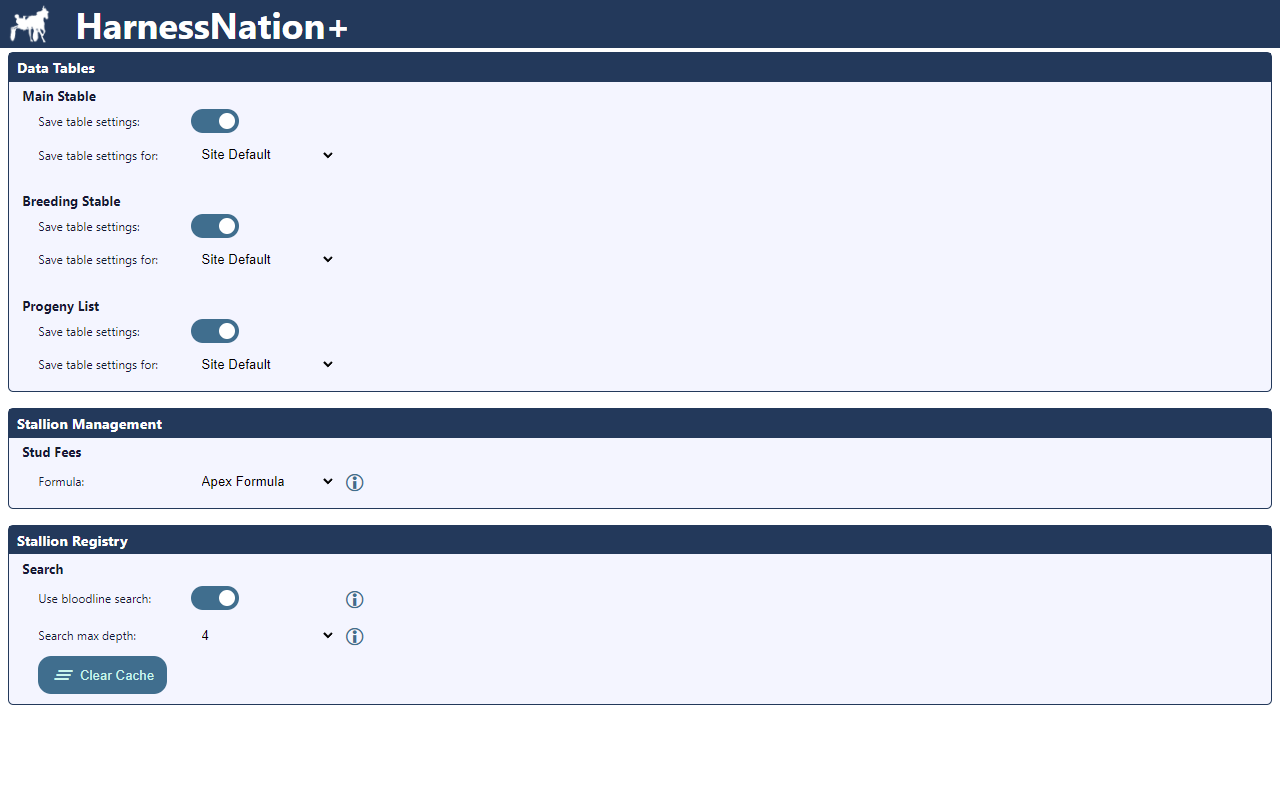 HarnessNation+
Data Tables
Main Stable
Save table settings:
Save table settings for: Site Default
Breeding Stable
Save table settings:
Save table settings for: Site Default
Progeny List
Save table settings:
Save table settings for: Site Default
Stallion Management
Stud Fees
Formula: Apex Formula
Stallion Registry
Search
Use bloodline search:
Search max depth: 4
Clear Cache